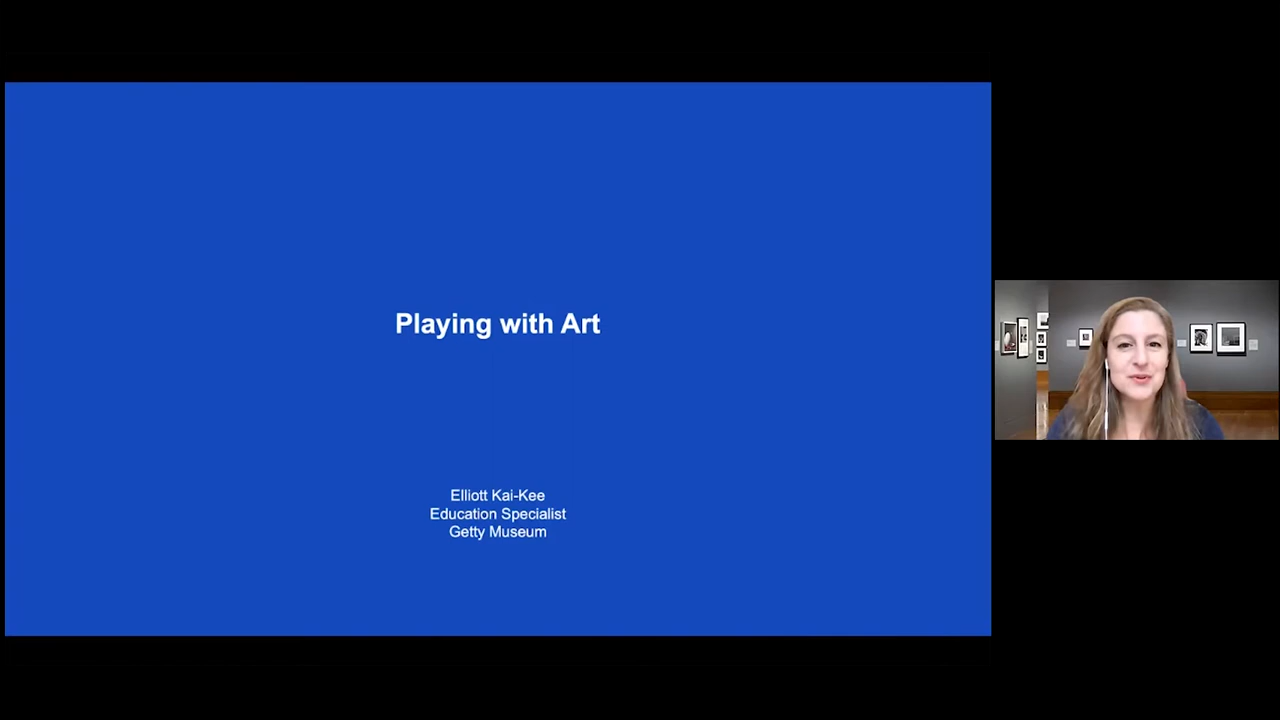 Playing with Art
Elliott Kai-Kee
Education Specialist
Getty Museum